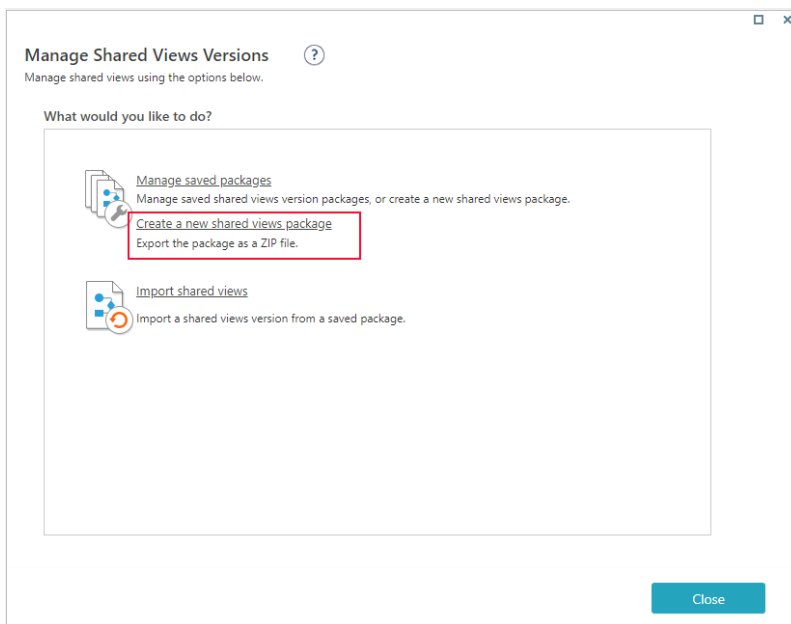 Manage Shared Views Versions ?
Manage shared views using the options below.
What would you like to do?
Manage saved packages
Manage saved shared views version packages, or create a new shared views package.
Create a new shared views package
Export the package as a ZIP file.
Import shared views
Import a shared views version from a saved package.
Close